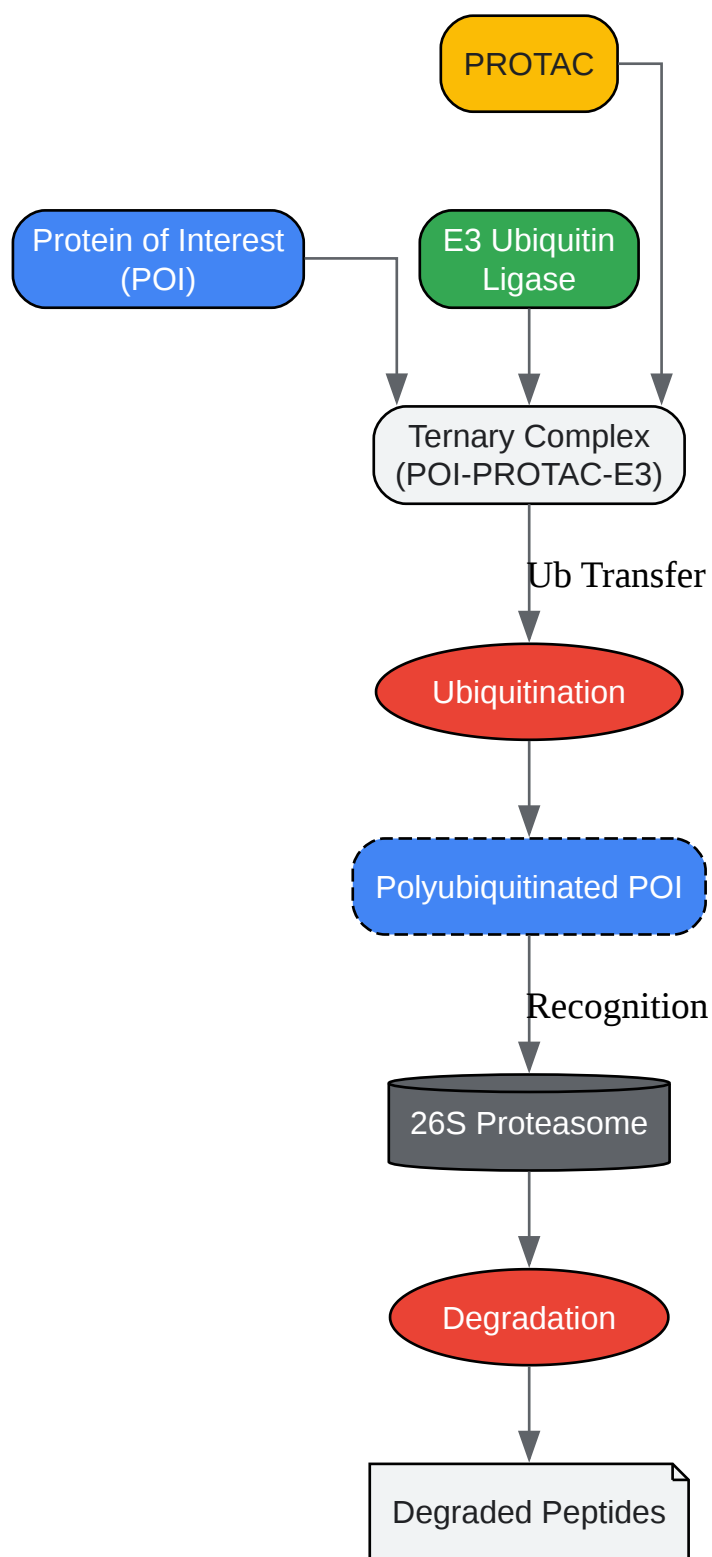 PROTAC
Protein of Interest
(POI)
E3 Ubiquitin
Ligase
Ternary Complex
(POI-PROTAC-E3)
Ub Transfer
Ubiquitination
Polyubiquitinated POI
Recognition
26S Proteasome
Degradation
Degraded Peptides